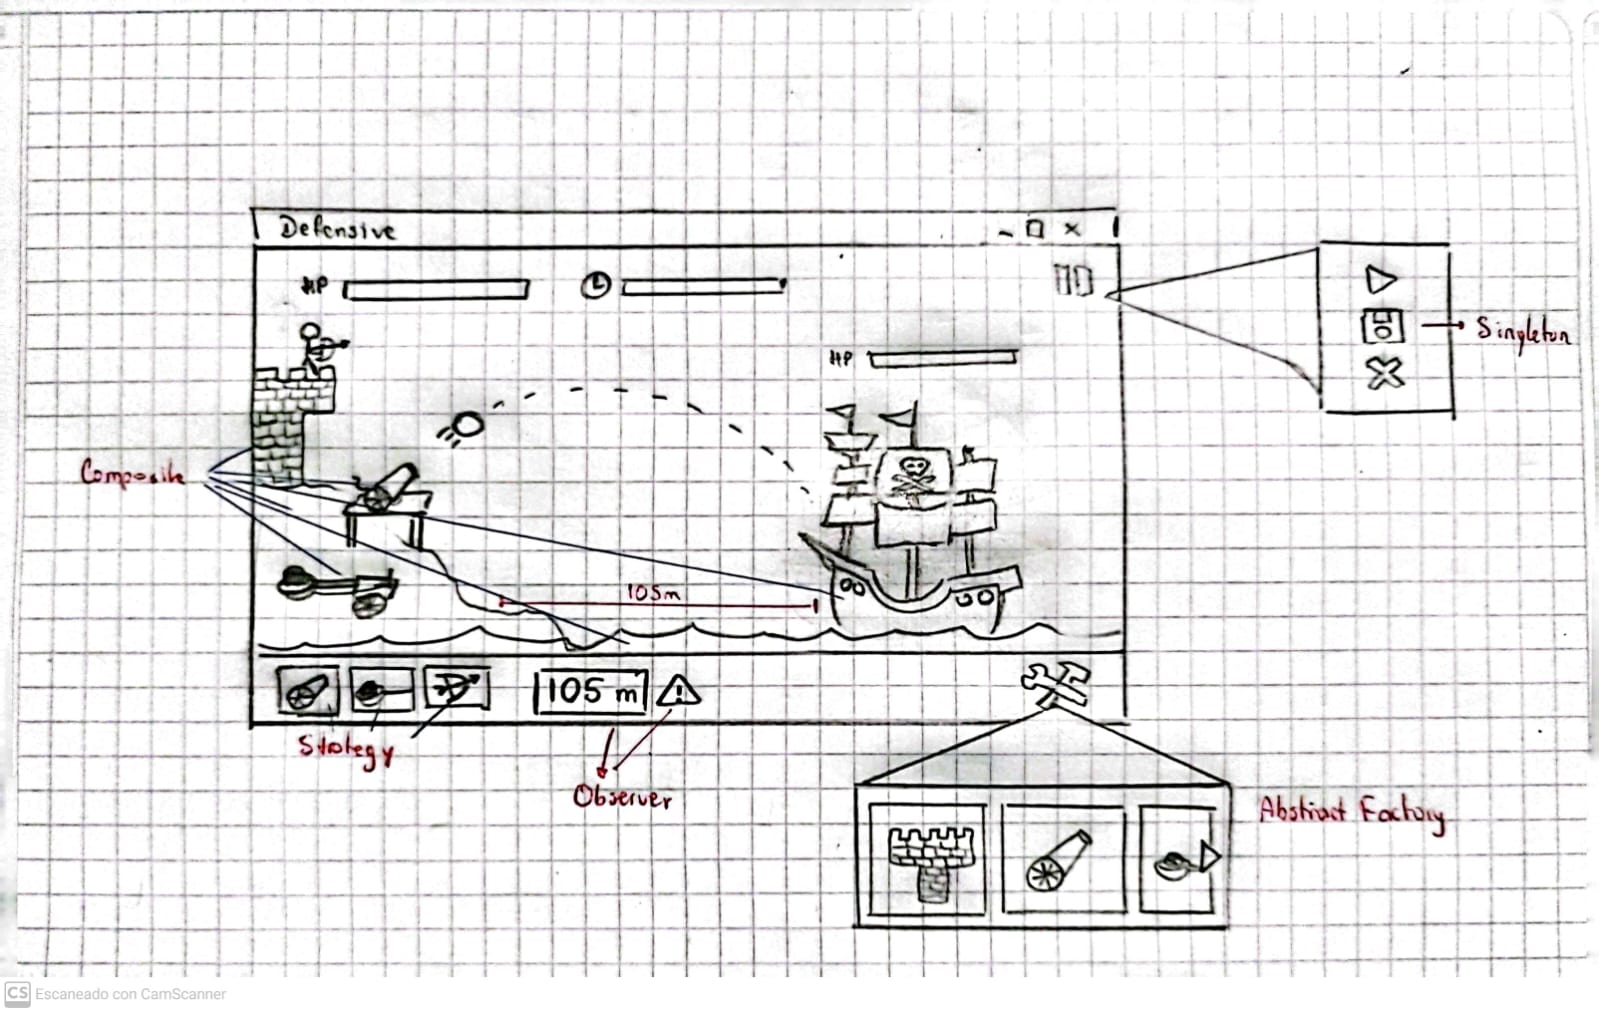 Defensive
HP
HP
Singleton
Composite
105m
105 m
Strategy
Observer
Abstract Factory
CS Escaneado con CamScanner